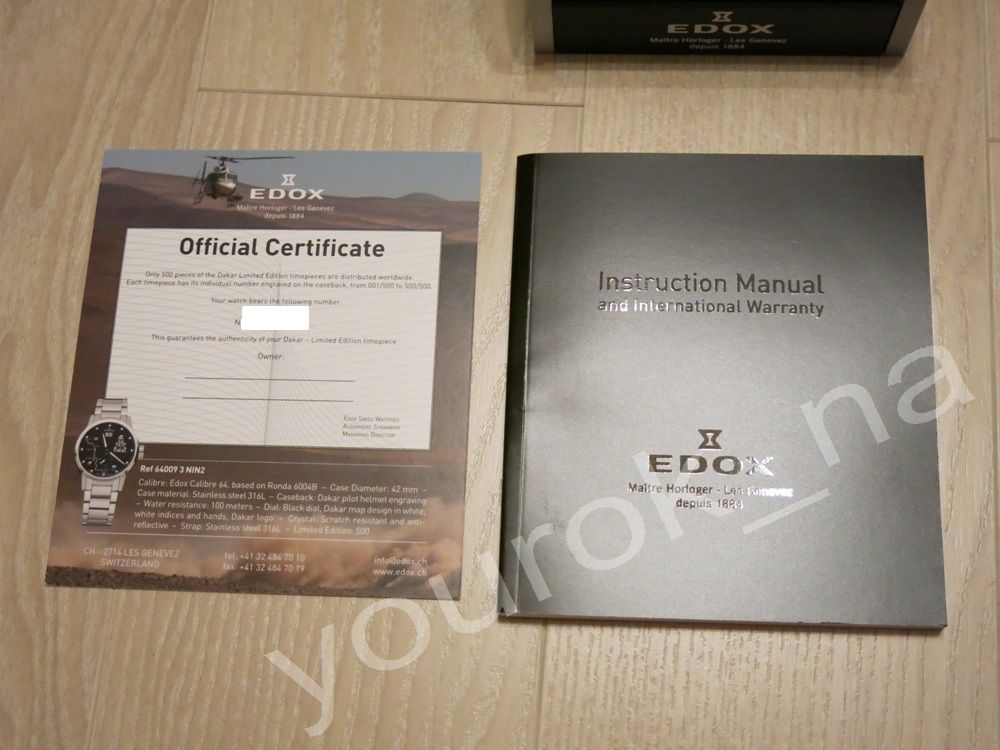 EDOX
Maître Horloger - Les Genevez
depuis 1884
EDOX
Maître Horloger - Les Genevez
depuis 1884
Official Certificate
Only 500 pieces of the Dakar Limited Edition timepieces are distributed worldwide.
Each timepiece has its individual number engraved on the caseback, from 001/500 to 500/500.
Your watch bears the following number:
N
This guarantees the authenticity of your Dakar – Limited Edition timepiece
Owner:
EDOX SWISS WATCHES
ALEXANDRE STRAMBINI
MANAGING DIRECTOR
Ref 64009 3 NIN2
Calibre: Edox Calibre 64, based on Ronda 6004B – Case Diameter: 42 mm –
Case material: Stainless steel 316L – Caseback: Dakar pilot helmet engraving
– Water resistance: 100 meters – Dial: Black dial, Dakar map design in white,
white indices and hands, Dakar logo – Crystal: Scratch resistant and anti-
reflective – Strap: Stainless steel 316L – Limited Edition: 500
CH – 2714 LES GENEVEZ
SWITZERLAND
tel: +41 32 484 70 10
fax: +41 32 484 70 19
info@edox.ch
www.edox.ch
Instruction Manual
and International Warranty
EDOX
Maître Horloger - Les Genevez
depuis 1884
yourok_na